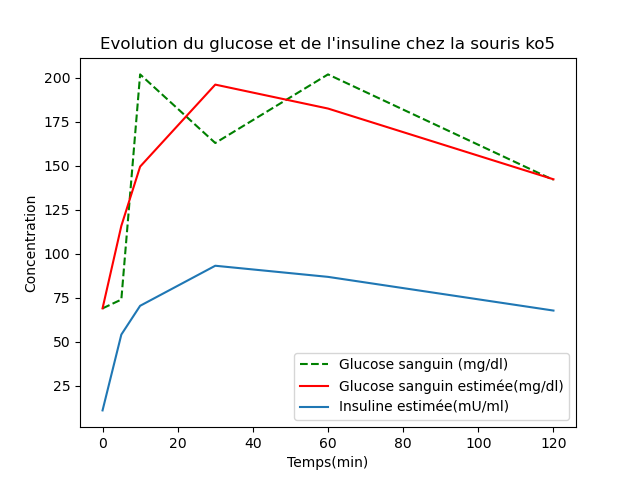 Evolution du glucose et de l'insuline chez la souris ko5
200
175
150
125
100
75
50
25
Concentration
Glucose sanguin (mg/dl)
Glucose sanguin estimée(mg/dl)
Insuline estimée(mU/ml)
0 20 40 60 80 100 120
Temps(min)